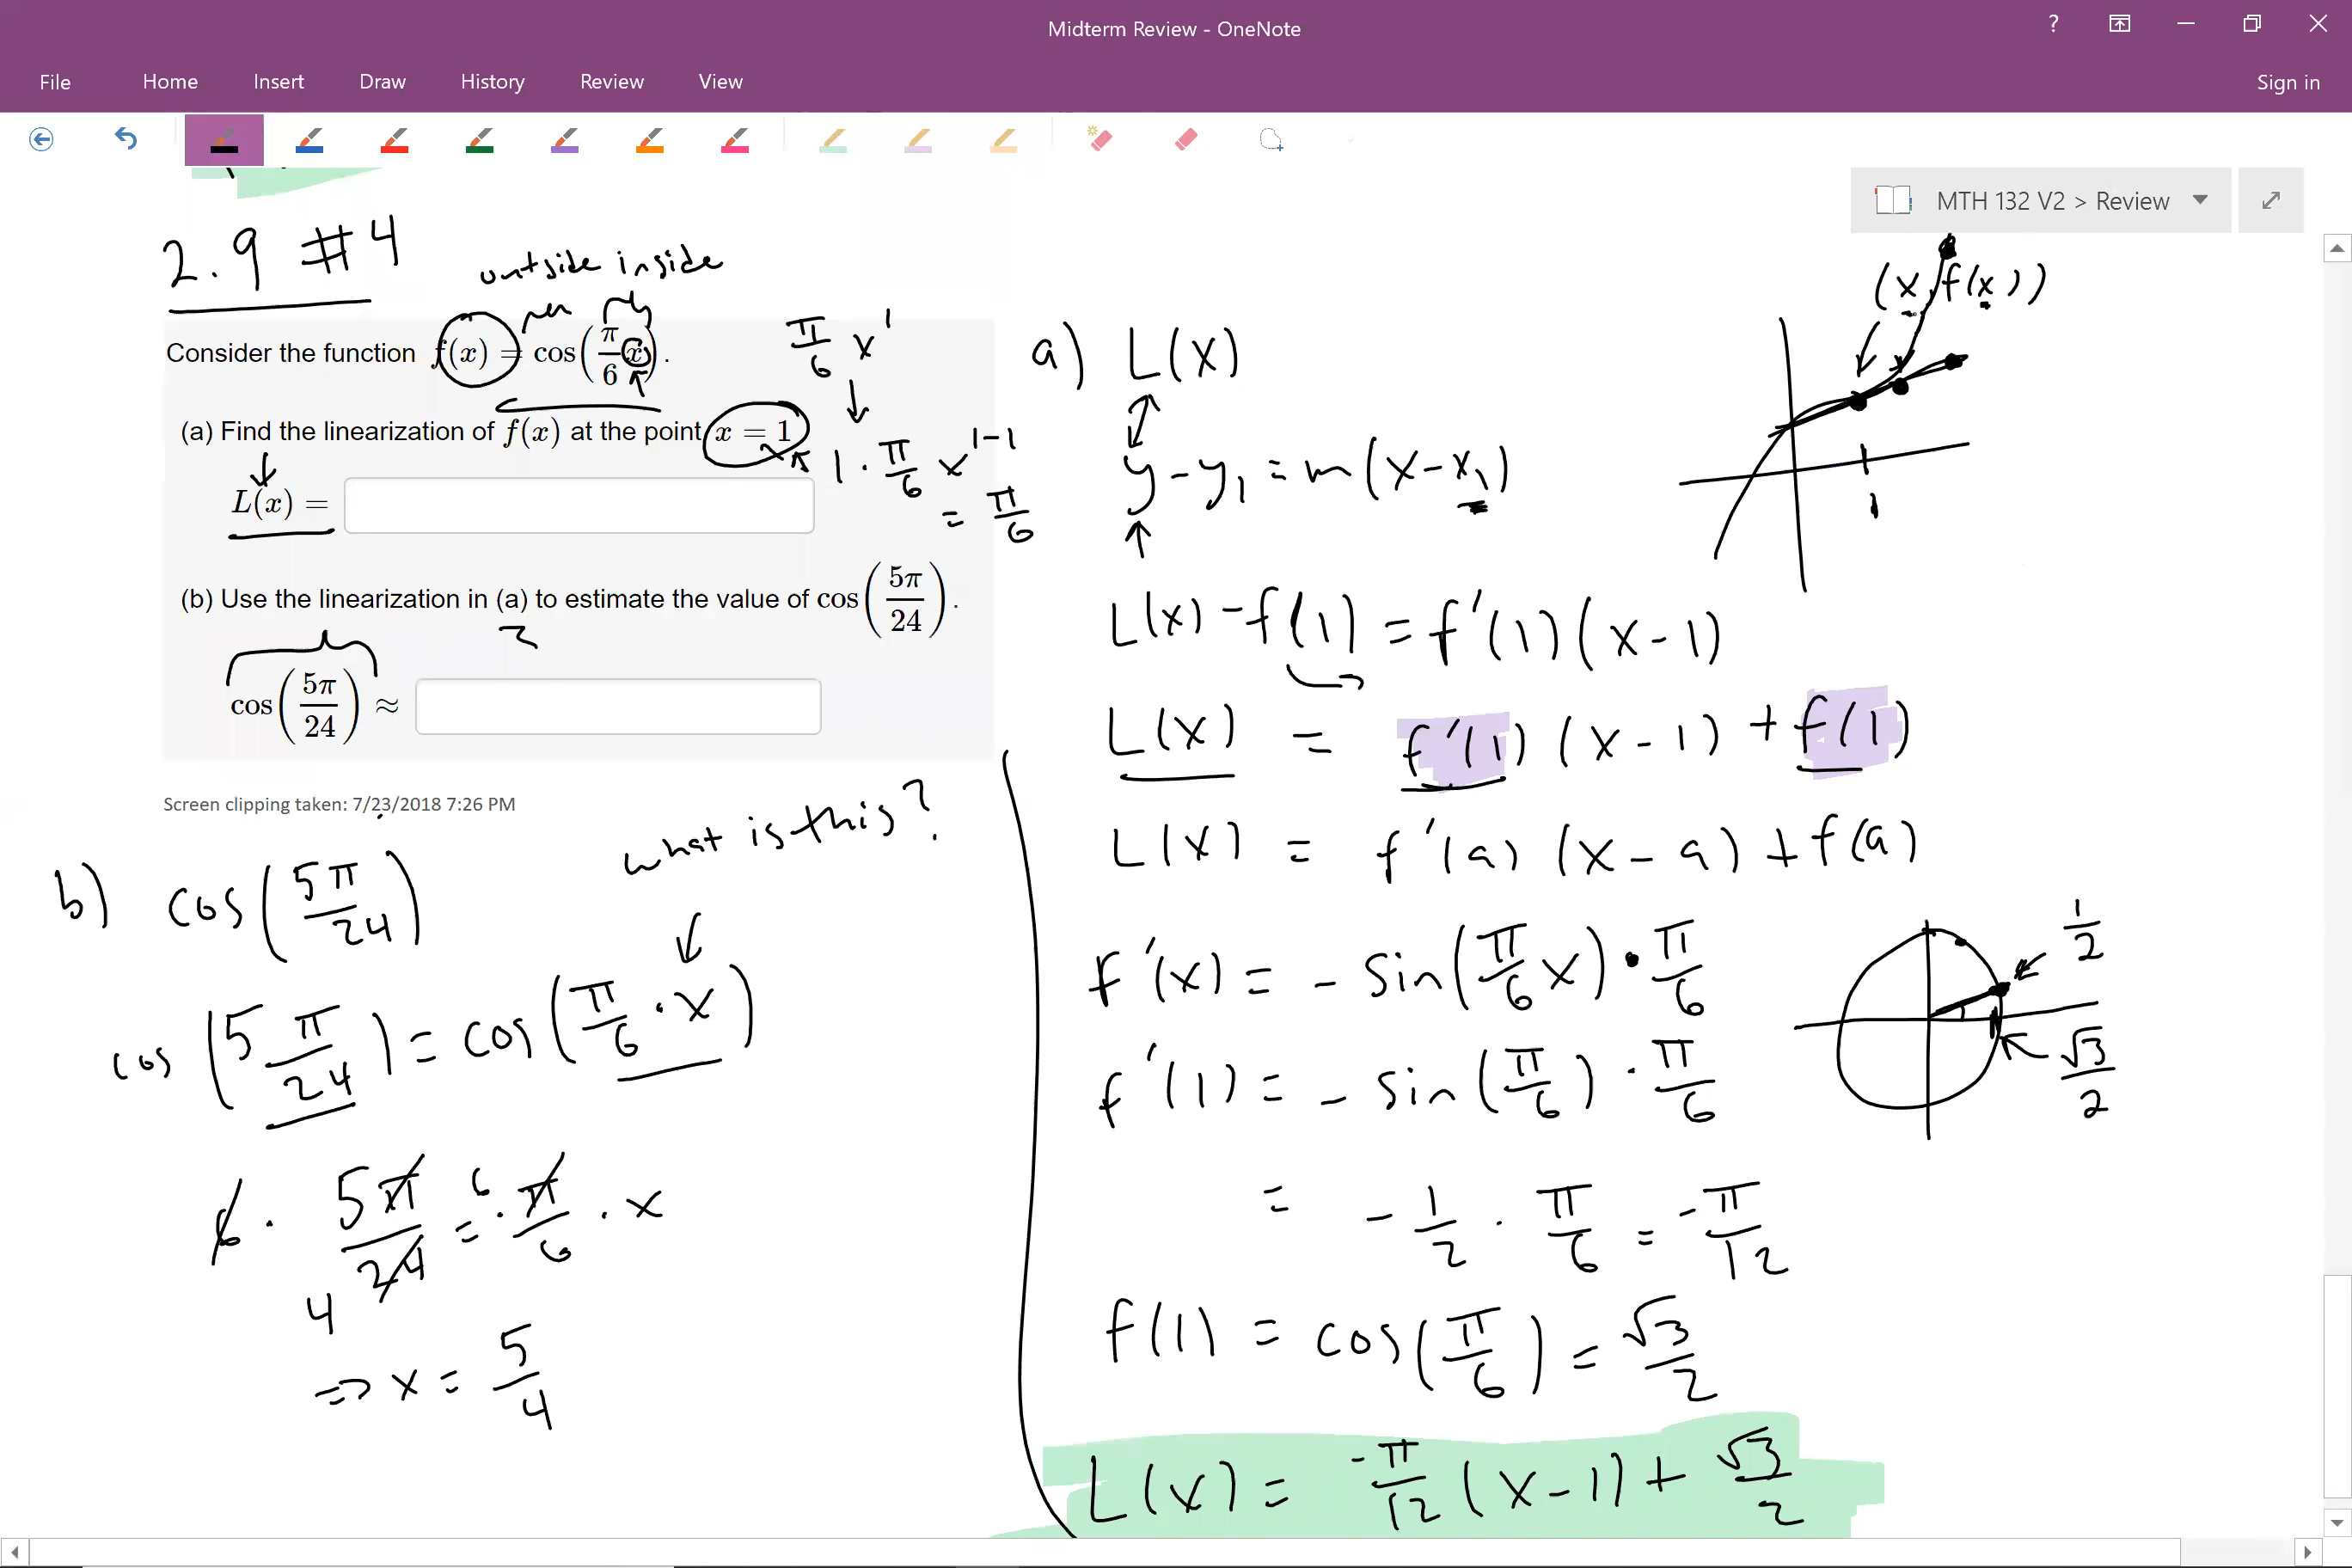 Midterm Review - OneNote
?
File Home Insert Draw History Review View Sign in
MTH 132 V2 > Review
2.9 #4
outside inside
Consider the function f(x) = cos(π/6 x).
(a) Find the linearization of f(x) at the point x = 1
L(x) =
(b) Use the linearization in (a) to estimate the value of cos(5π/24).
cos(5π/24) ≈
Screen clipping taken: 7/23/2018 7:26 PM
π/6 x^1
1 · π/6 x^1-1
= π/6
b) cos(5π/24)
what is this?
cos(5 π/24) = cos(π/6 · x)
6 · 5π/24 = 6 · π/6 · x
4
=> x = 5/4
a) L(x)
y - y₁ = m(x - x₁)
L(x) - f(1) = f'(1)(x - 1)
L(x) = f'(1)(x - 1) + f(1)
L(x) = f'(a)(x - a) + f(a)
f'(x) = - sin(π/6 x) · π/6
f'(1) = - sin(π/6) · π/6
= - 1/2 · π/6 = -π/12
f(1) = cos(π/6) = √3/2
L(x) = -π/12 (x - 1) + √3/2
(x, f(x))
1
1/2
√3/2